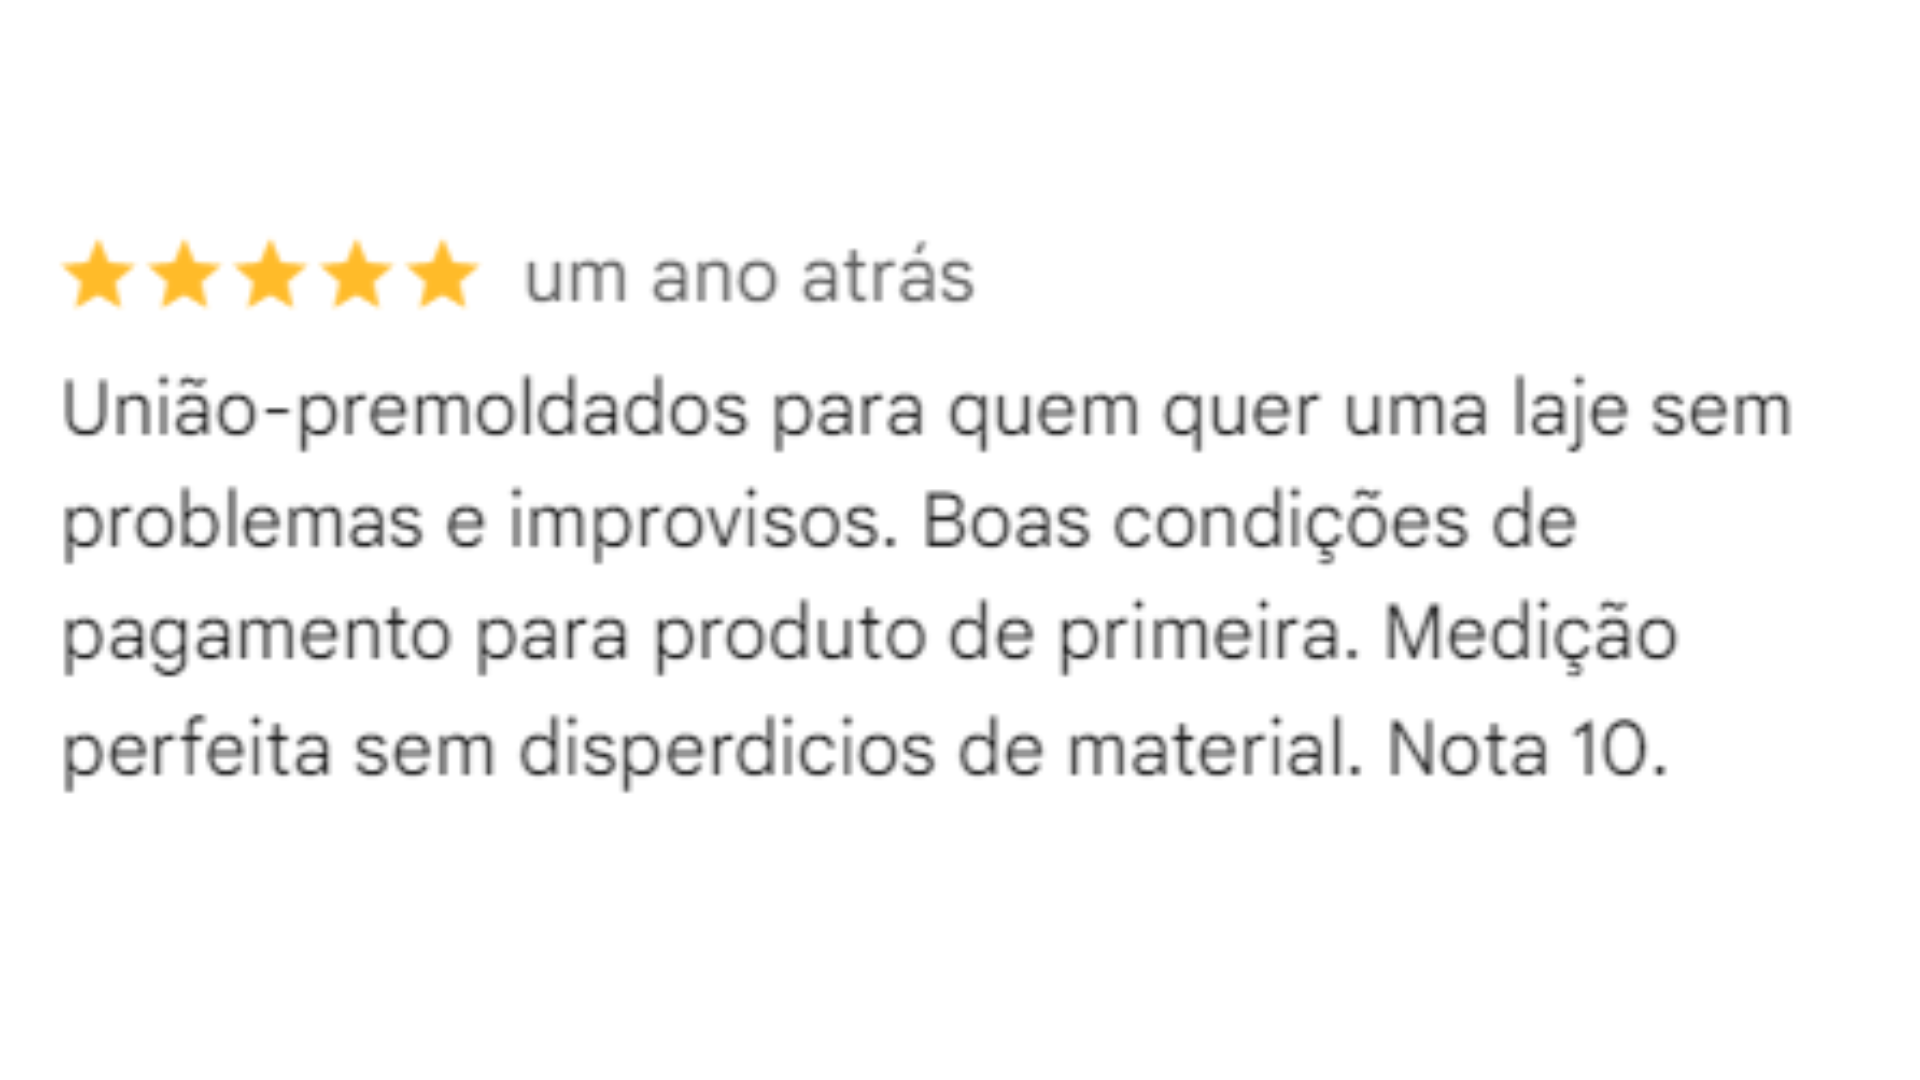 um ano atrás
União-premoldados para quem quer uma laje sem
problemas e improvisos. Boas condições de
pagamento para produto de primeira. Medição
perfeita sem disperdicios de material. Nota 10.